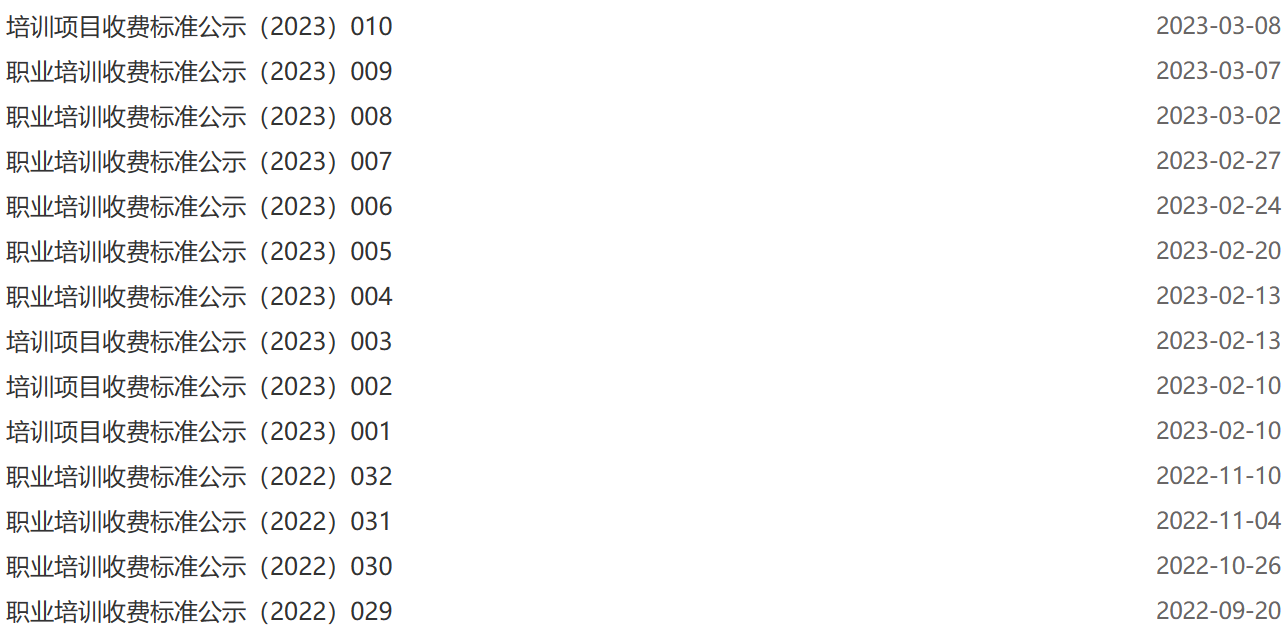 培训项目收费标准公示（2023）010 2023-03-08
职业培训收费标准公示（2023）009 2023-03-07
职业培训收费标准公示（2023）008 2023-03-02
职业培训收费标准公示（2023）007 2023-02-27
职业培训收费标准公示（2023）006 2023-02-24
职业培训收费标准公示（2023）005 2023-02-20
职业培训收费标准公示（2023）004 2023-02-13
培训项目收费标准公示（2023）003 2023-02-13
培训项目收费标准公示（2023）002 2023-02-10
培训项目收费标准公示（2023）001 2023-02-10
职业培训收费标准公示（2022）032 2022-11-10
职业培训收费标准公示（2022）031 2022-11-04
职业培训收费标准公示（2022）030 2022-10-26
职业培训收费标准公示（2022）029 2022-09-20